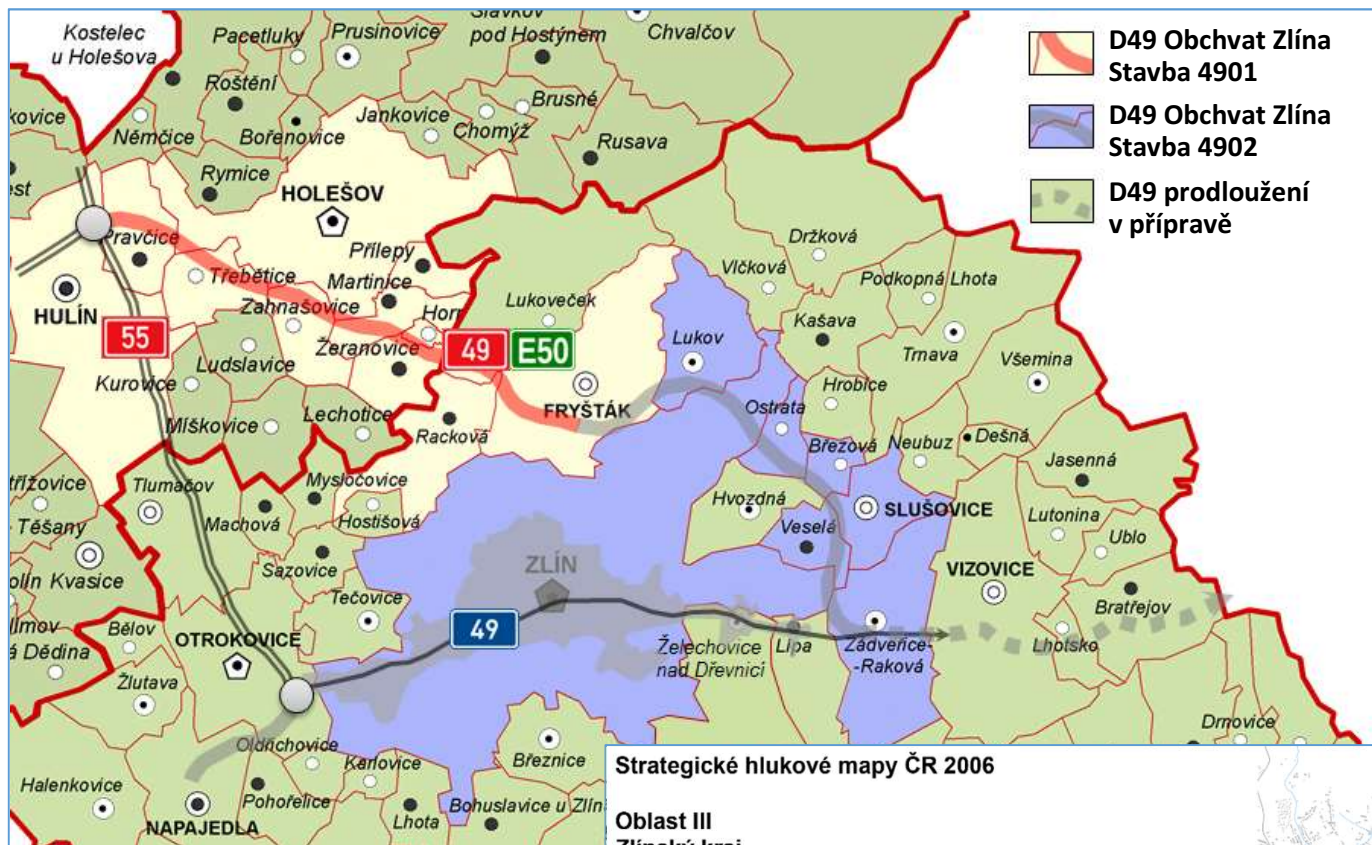 Kostelec
u Holešova
Pacetluky
Prusinovice
Slavkov
pod Hostýnem
Chvalčov
D49 Obchvat Zlína
Stavba 4901
D49 Obchvat Zlína
Stavba 4902
D49 prodloužení
v přípravě
Roštění
Němčice
Bořenovice
Jankovice
Chomýž
Brusné
Rusava
Rymice
HOLEŠOV
Pravčice
Třebětice
Přílepy
Martinice
Zahnašovice
HULÍN
55
Žeranovice
49
E50
Lukoveček
Držková
Vlčková
Podkopná Lhota
Kašava
Trnava
Všemina
Ludslavice
Kurovice
Míškovice
Lechotice
Racková
FRYŠTÁK
Lukov
Hrobice
Ostrata
Březová
Neubuz
Dešná
Jasenná
Tlumačov
Mysločovice
Machová
Hostišová
Hvozdná
Veselá
SLUŠOVICE
Lutonina
Ublo
Těšany
Kvasice
Sazovice
Tečovice
ZLÍN
VIZOVICE
Bratřejov
Bělov
OTROKOVICE
49
Želechovice
nad Dřevnicí
Lípa
Zádveřice-
-Raková
Lhotsko
Dědina
Žlutava
Oldřichovice
Karlovice
Březnice
Drnovice
Halenkovice
NAPAJEDLA
Pohořelice
Lhota
Bohuslavice u Zlín
Strategické hlukové mapy ČR 2006
Oblast III
Zlínský kraj